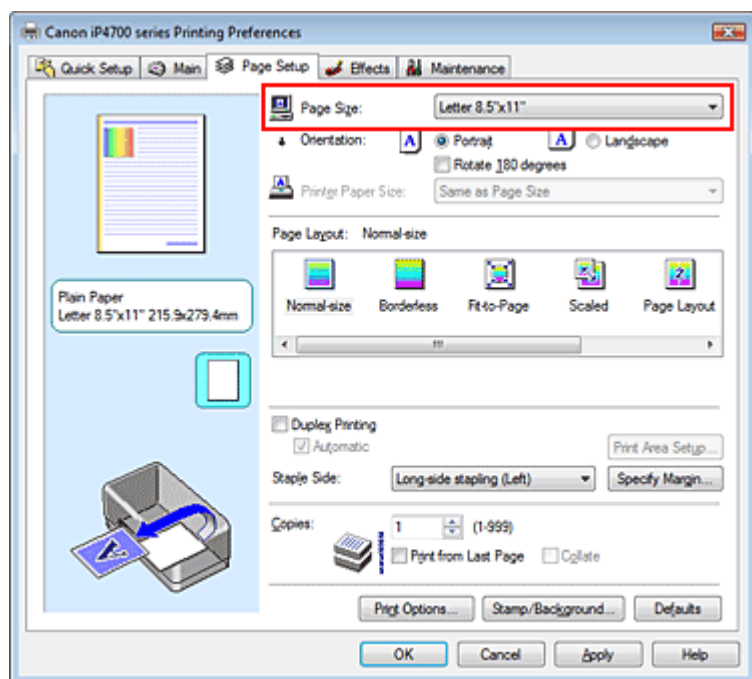 Canon iP4700 series Printing Preferences
Quick Setup Main Page Setup Effects Maintenance
Page Size: Letter 8.5"x11"
Orientation: A Portrait A Landscape
Rotate 180 degrees
Printer Paper Size: Same as Page Size
Page Layout: Normal-size
Normal-size Borderless Fit-to-Page Scaled Page Layout
Plain Paper
Letter 8.5"x11" 215.9x279.4mm
Duplex Printing
Automatic
Print Area Setup...
Staple Side: Long-side stapling (Left) Specify Margin...
Copies: 1 (1-999)
Print from Last Page Collate
Print Options... Stamp/Background... Defaults
OK Cancel Apply Help